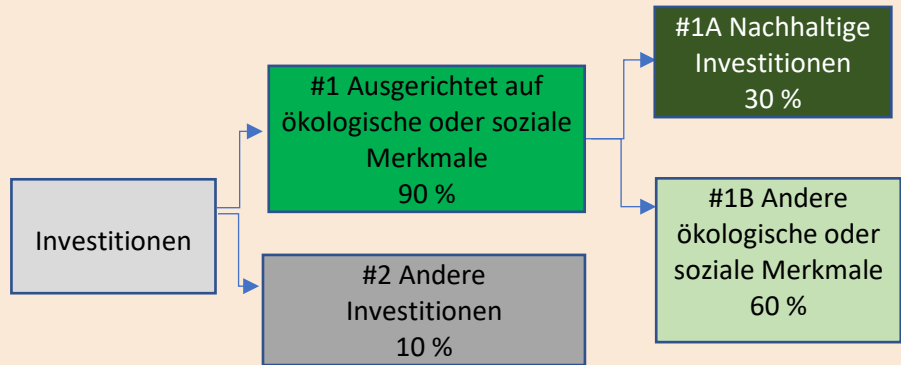 Investitionen
#1 Ausgerichtet auf
ökologische oder soziale
Merkmale
90 %
#2 Andere
Investitionen
10 %
#1A Nachhaltige
Investitionen
30 %
#1B Andere
ökologische oder
soziale Merkmale
60 %